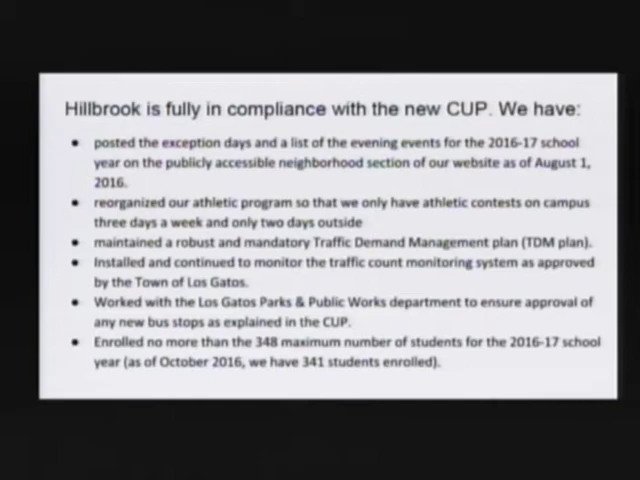 Hillbrook is fully in compliance with the new CUP. We have:
• posted the exception days and a list of the evening events for the 2016-17 school
year on the publicly accessible neighborhood section of our website as of August 1,
2016.
• reorganized our athletic program so that we only have athletic contests on campus
three days a week and only two days outside
• maintained a robust and mandatory Traffic Demand Management plan (TDM plan).
• Installed and continued to monitor the traffic count monitoring system as approved
by the Town of Los Gatos.
• Worked with the Los Gatos Parks & Public Works department to ensure approval of
any new bus stops as explained in the CUP.
• Enrolled no more than the 348 maximum number of students for the 2016-17 school
year (as of October 2016, we have 341 students enrolled).